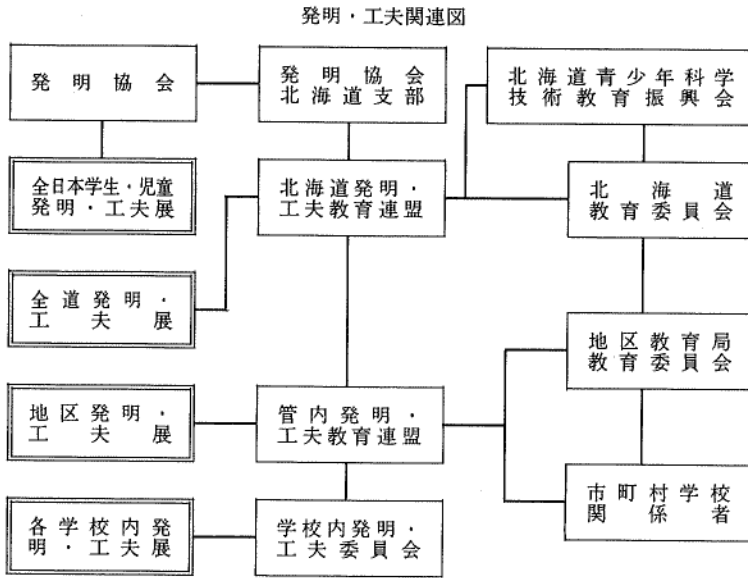 発明・工夫関連図
発明協会
発明協会
北海道支部
北海道青少年科学
技術教育振興会
全日本学生・児童
発明・工夫展
北海道発明・
工夫教育連盟
北海道
教育委員会
全道発明・
工夫展
地区教育局
教育委員会
地区発明・
工夫展
管内発明・
工夫教育連盟
市町村学校
関係者
各学校内発
明・工夫展
学校内発明・
工夫委員会